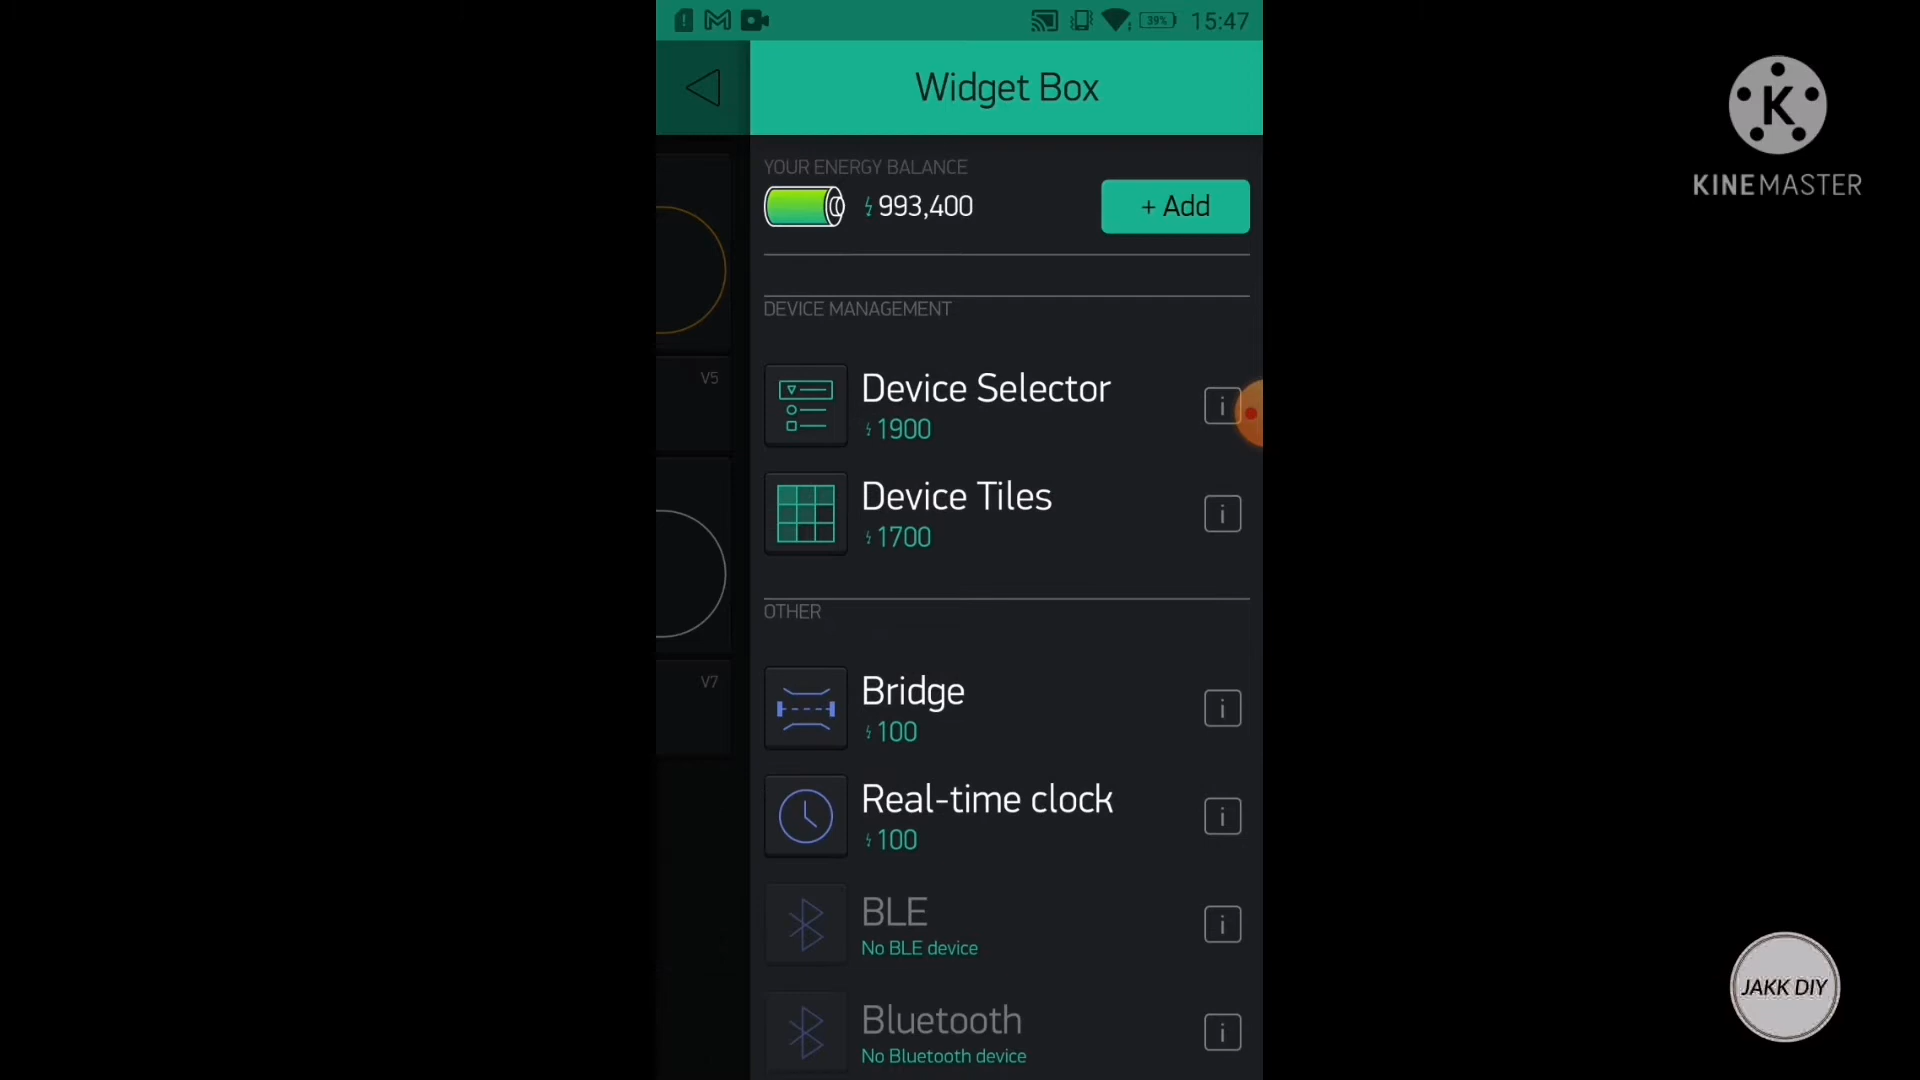 39% 15:47
Widget Box
YOUR ENERGY BALANCE
993,400
+ Add
DEVICE MANAGEMENT
Device Selector
1900
i
Device Tiles
1700
i
OTHER
Bridge
100
i
Real-time clock
100
i
BLE
No BLE device
i
Bluetooth
No Bluetooth device
i
V5
V7
K
KINEMASTER
JAKK DIY